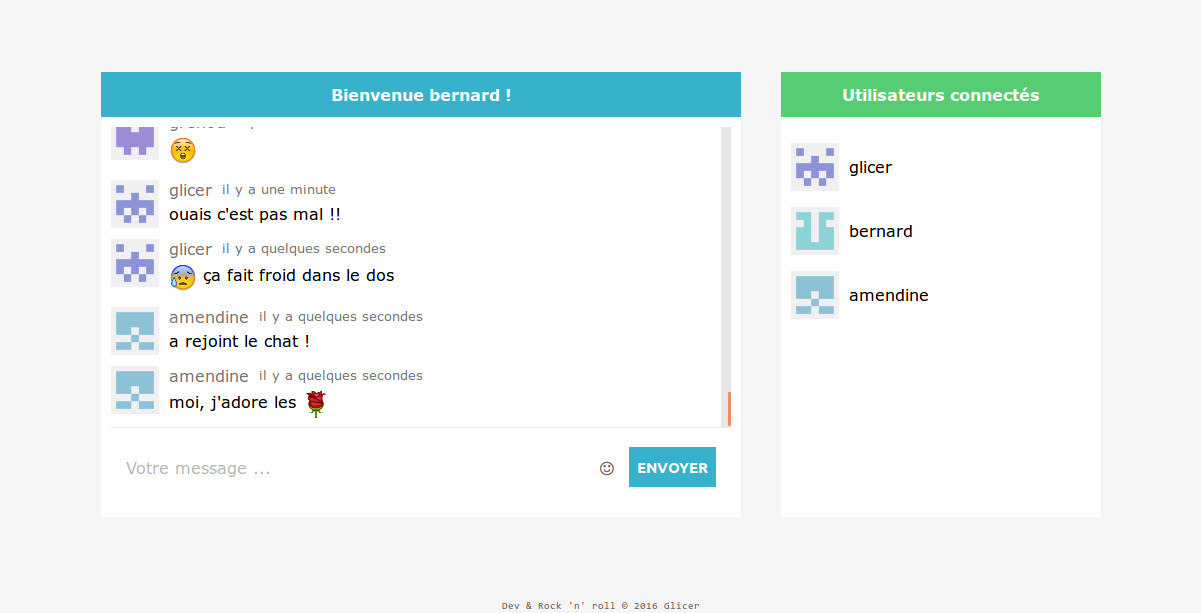 Bienvenue bernard !
😵
glicer il y a une minute
ouais c'est pas mal !!
glicer il y a quelques secondes
😰 ça fait froid dans le dos
amendine il y a quelques secondes
a rejoint le chat !
amendine il y a quelques secondes
moi, j'adore les 🌹
Votre message ...
ENVOYER
Utilisateurs connectés
glicer
bernard
amendine
Dev & Rock 'n' roll © 2016 Glicer